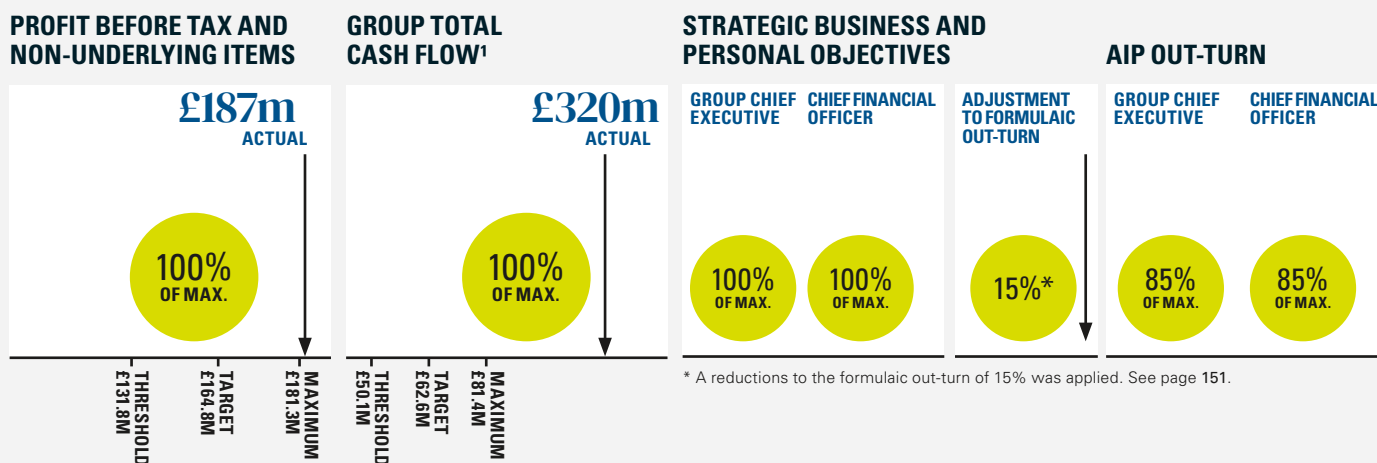 PROFIT BEFORE TAX AND
NON-UNDERLYING ITEMS
£187m
ACTUAL
100%
OF MAX.
THRESHOLD
£131.8M
TARGET
£164.8M
MAXIMUM
£181.3M
GROUP TOTAL
CASH FLOW¹
£320m
ACTUAL
100%
OF MAX.
THRESHOLD
£50.1M
TARGET
£62.6M
MAXIMUM
£81.4M
STRATEGIC BUSINESS AND
PERSONAL OBJECTIVES
GROUP CHIEF
EXECUTIVE
100%
OF MAX.
CHIEF FINANCIAL
OFFICER
100%
OF MAX.
ADJUSTMENT
TO FORMULAIC
OUT-TURN
15%*
AIP OUT-TURN
GROUP CHIEF
EXECUTIVE
85%
OF MAX.
CHIEF FINANCIAL
OFFICER
85%
OF MAX.
* A reductions to the formulaic out-turn of 15% was applied. See page 151.